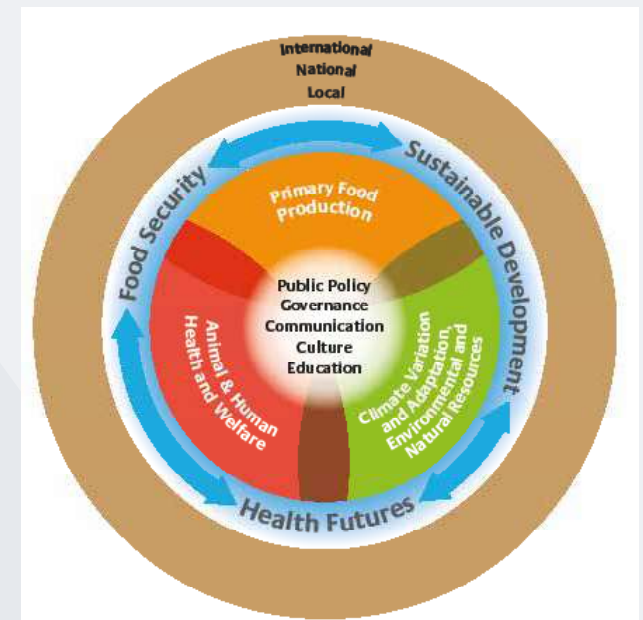 International
National
Local
Food Security
Sustainable Development
Primary Food
Production
Public Policy
Governance
Communication
Culture
Education
Animal & Human
Health and Welfare
Climate Variation
and Adaptation,
Environmental and
Natural Resources
Health Futures